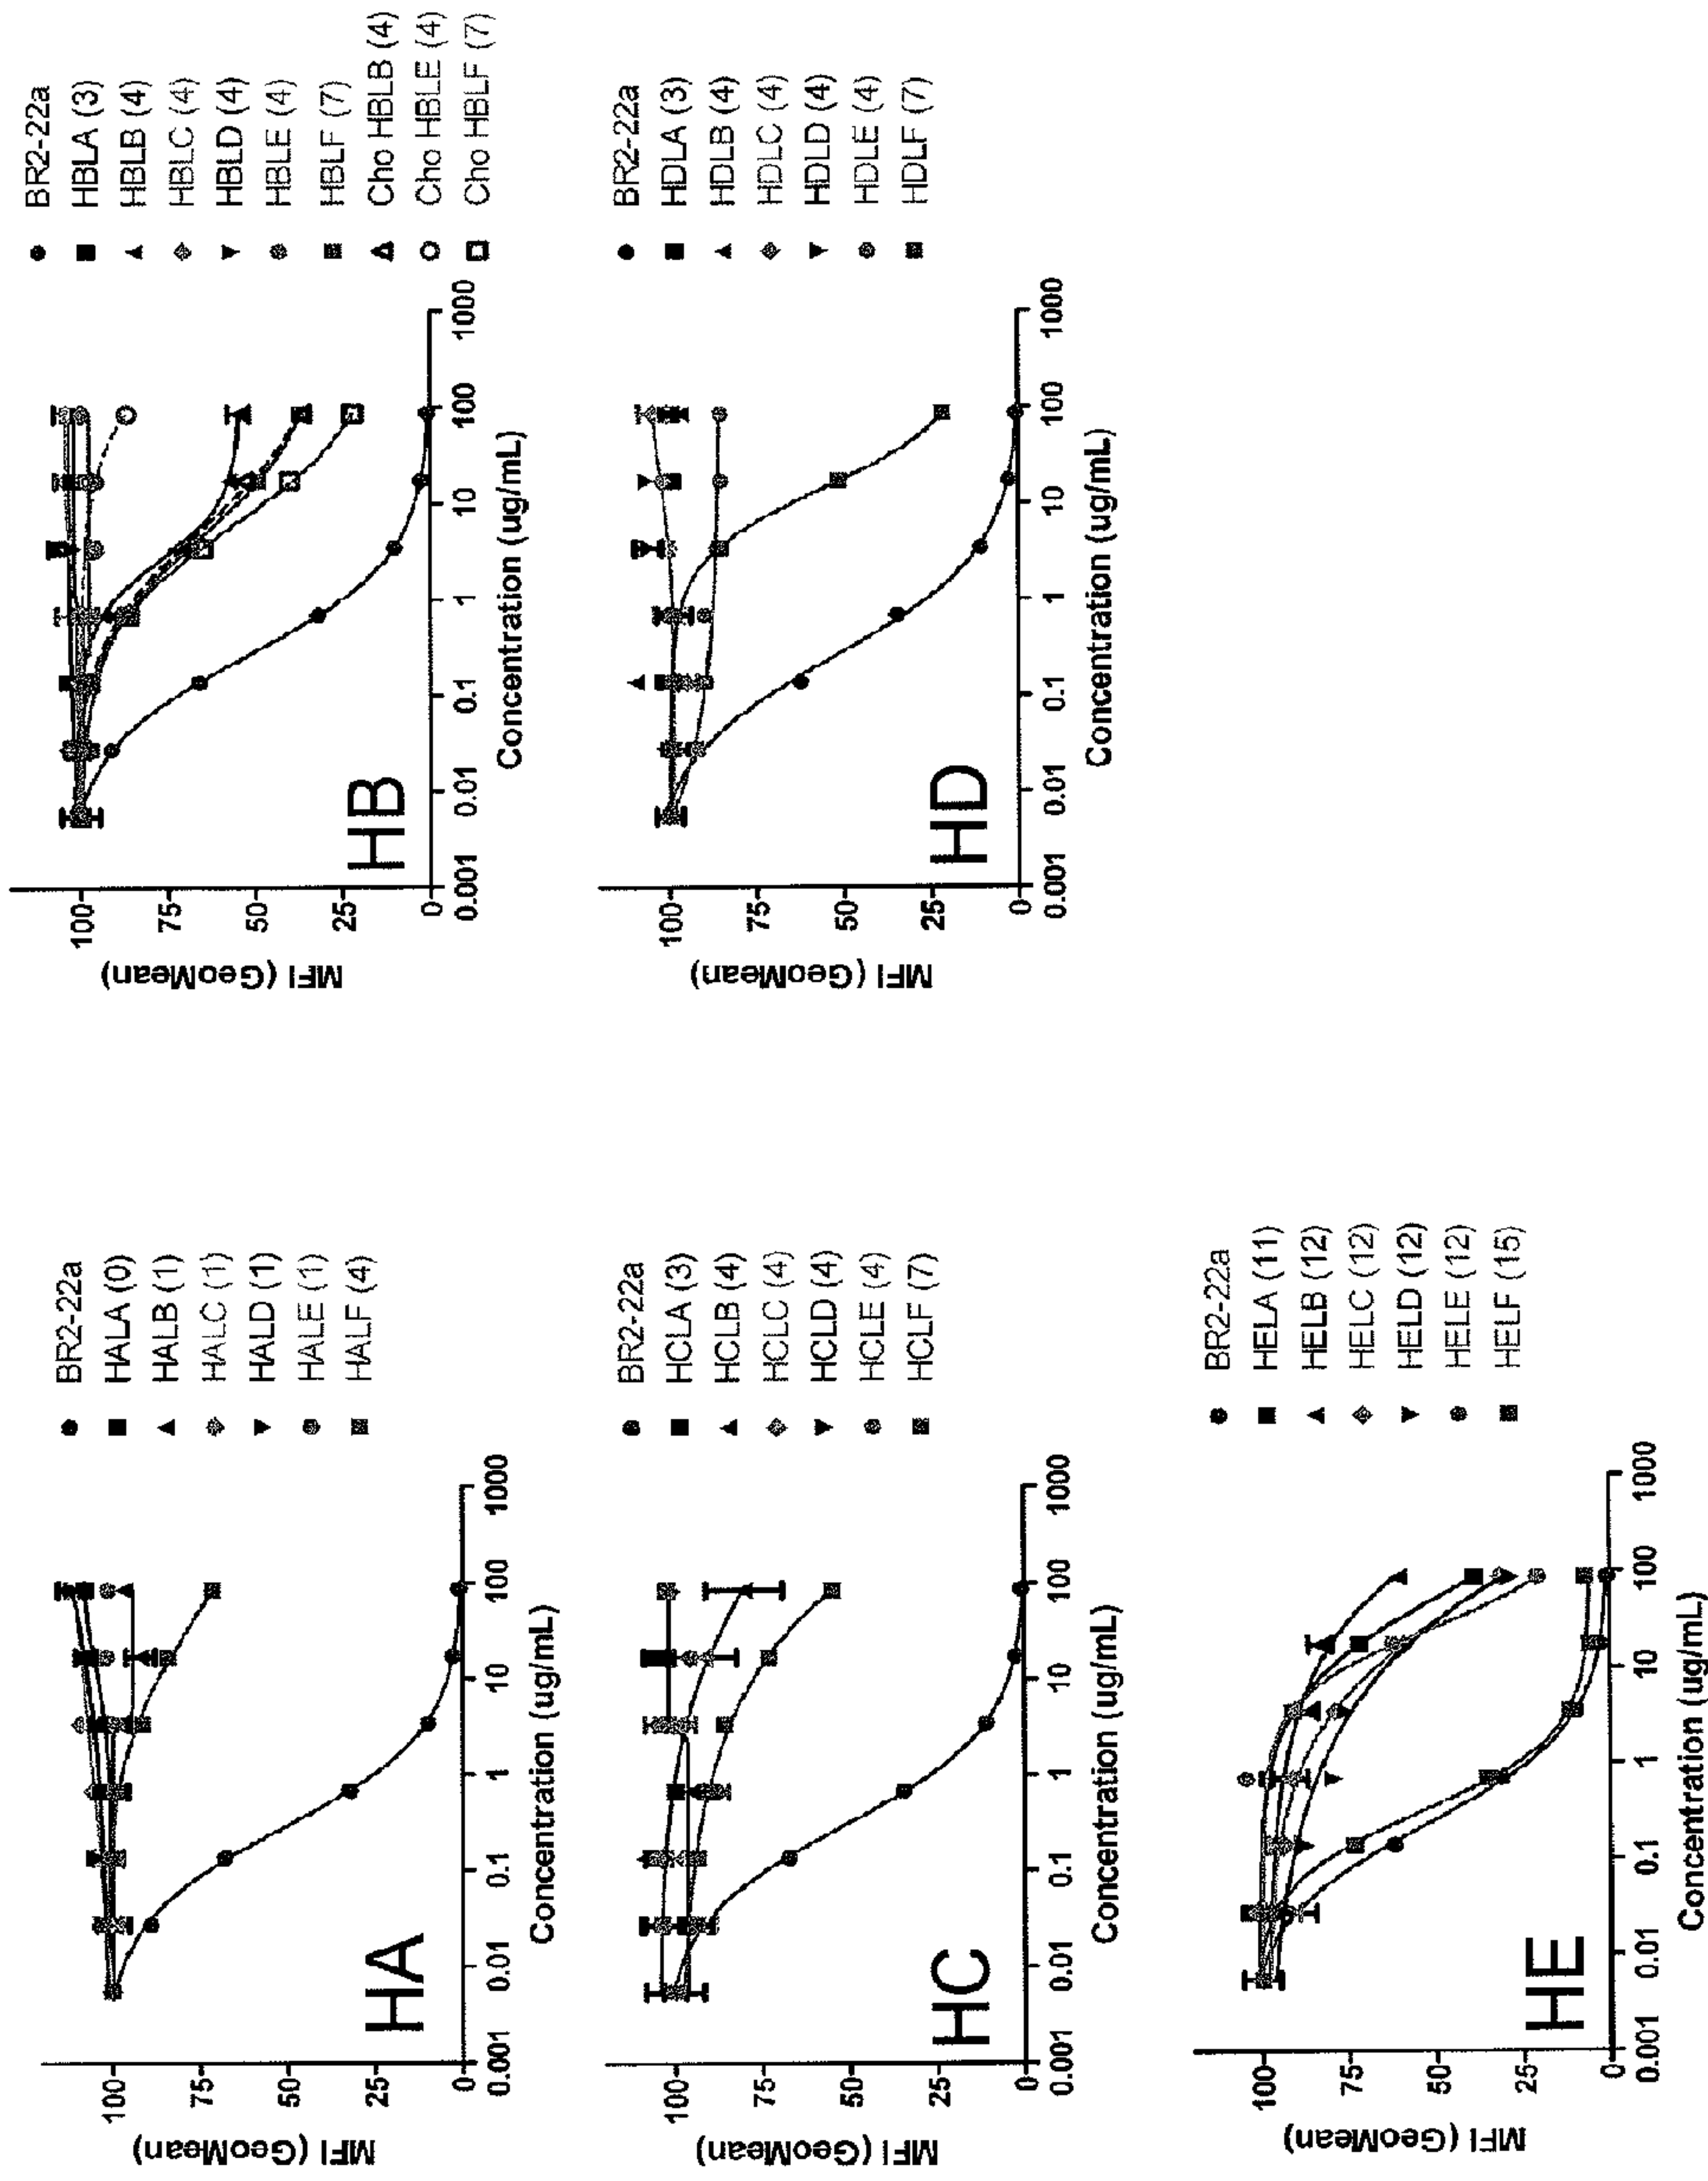 HA
MFI (GeoMean)
100
75
50
25
0
0.001
0.01
0.1
1
10
100
1000
Concentration (ug/mL)
BR2-22a
HALA (0)
HALB (1)
HALC (1)
HALD (1)
HALE (1)
HALF (4)
HB
MFI (GeoMean)
100
75
50
25
0
0.001
0.01
0.1
1
10
100
1000
Concentration (ug/mL)
BR2-22a
HBLA (3)
HBLB (4)
HBLC (4)
HBLD (4)
HBLE (4)
HBLF (7)
Cho HBLB (4)
Cho HBLE (4)
Cho HBLF (7)
HC
MFI (GeoMean)
100
75
50
25
0
0.001
0.01
0.1
1
10
100
1000
Concentration (ug/mL)
BR2-22a
HCLA (3)
HCLB (4)
HCLC (4)
HCLD (4)
HCLE (4)
HCLF (7)
HD
MFI (GeoMean)
100
75
50
25
0
0.001
0.01
0.1
1
10
100
1000
Concentration (ug/mL)
BR2-22a
HDLA (3)
HDLB (4)
HDLC (4)
HDLD (4)
HDLE (4)
HDLF (7)
HE
MFI (GeoMean)
100
75
50
25
0
0.001
0.01
0.1
1
10
100
1000
Concentration (ug/mL)
BR2-22a
HELA (11)
HELB (12)
HELC (12)
HELD (12)
HELE (12)
HELF (15)